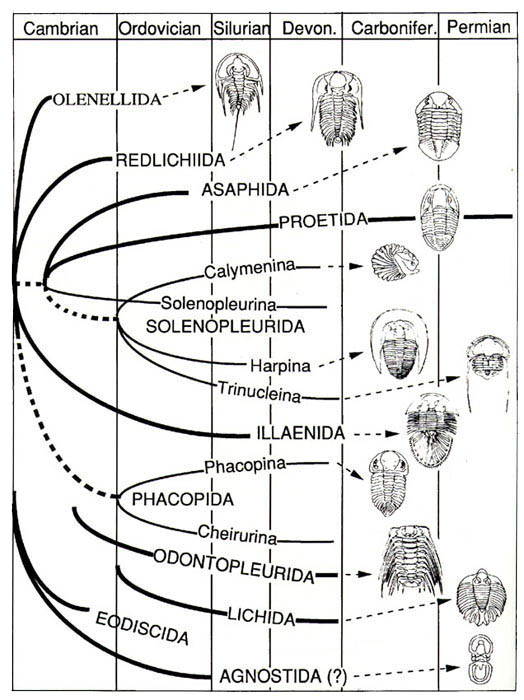 Cambrian Ordovician Silurian Devon. Carbonifer. Permian
OLENELLIDA
REDLICHIIDA
ASAPHIDA
PROETIDA
Calymenina
Solenopleurina
SOLENOPLEURIDA
Harpina
Trinucleina
ILLAENIDA
Phacopina
PHACOPIDA
Cheirurina
ODONTOPLEURIDA
LICHIDA
EODISCIDA
AGNOSTIDA (?)